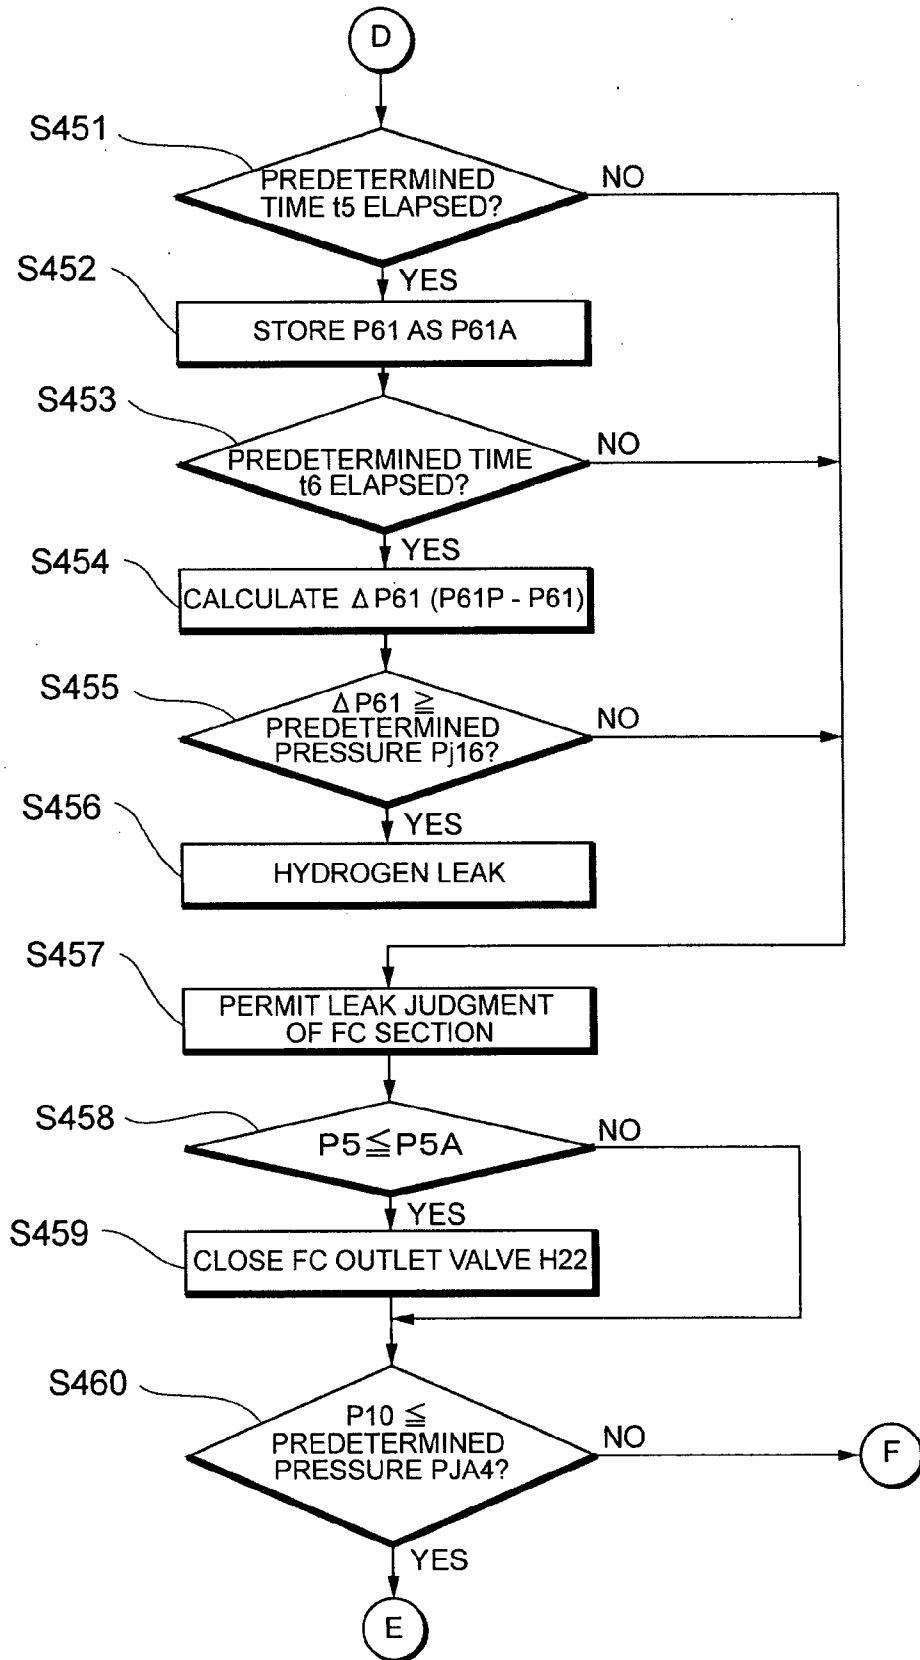 D
S451
PREDETERMINED
TIME t5 ELAPSED?
NO
YES
S452
STORE P61 AS P61A
S453
PREDETERMINED TIME
t6 ELAPSED?
NO
YES
S454
CALCULATE Δ P61 (P61P - P61)
S455
Δ P61 ≧
PREDETERMINED
PRESSURE Pj16?
NO
YES
S456
HYDROGEN LEAK
S457
PERMIT LEAK JUDGMENT
OF FC SECTION
S458
P5≦P5A
NO
YES
S459
CLOSE FC OUTLET VALVE H22
S460
P10 ≦
PREDETERMINED
PRESSURE PJA4?
NO
F
YES
E